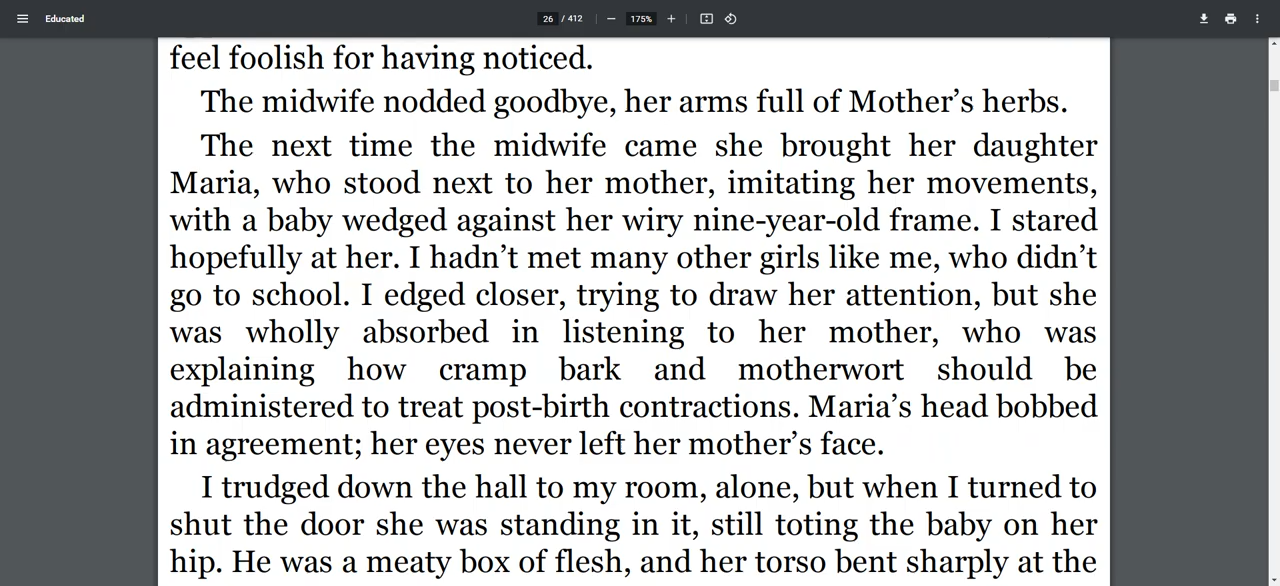 Educated
26 / 412
175%
feel foolish for having noticed.
The midwife nodded goodbye, her arms full of Mother’s herbs.
The next time the midwife came she brought her daughter
Maria, who stood next to her mother, imitating her movements,
with a baby wedged against her wiry nine-year-old frame. I stared
hopefully at her. I hadn’t met many other girls like me, who didn’t
go to school. I edged closer, trying to draw her attention, but she
was wholly absorbed in listening to her mother, who was
explaining how cramp bark and motherwort should be
administered to treat post-birth contractions. Maria’s head bobbed
in agreement; her eyes never left her mother’s face.
I trudged down the hall to my room, alone, but when I turned to
shut the door she was standing in it, still toting the baby on her
hip. He was a meaty box of flesh, and her torso bent sharply at the